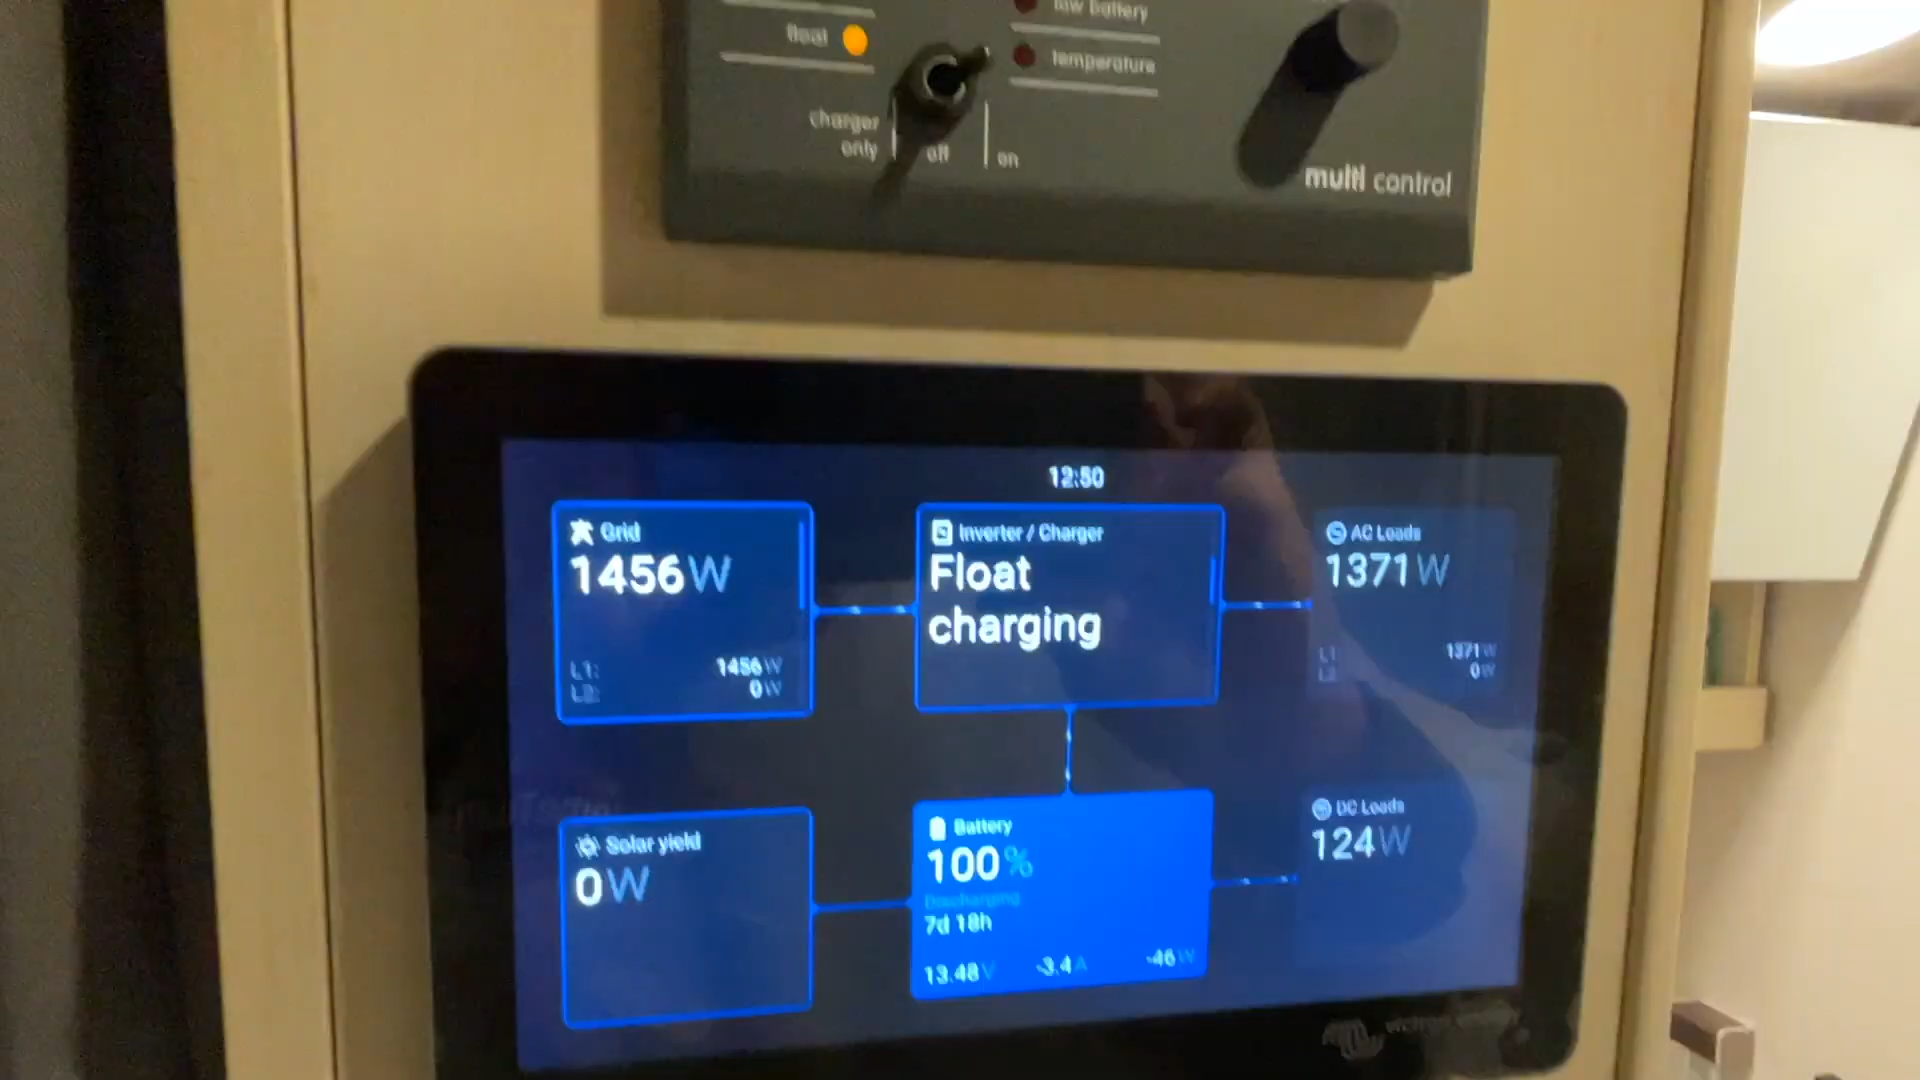 low battery
float
temperature
charger
only
off
on
multi control
12:50
Grid
1456W
L1: 1456W
L2: 0W
Inverter / Charger
Float
charging
AC Loads
1371W
L1 1371W
L2 0W
Solar yield
0W
Battery
100%
Discharging
7d 18h
13.48V -3.4A -46W
DC Loads
124W